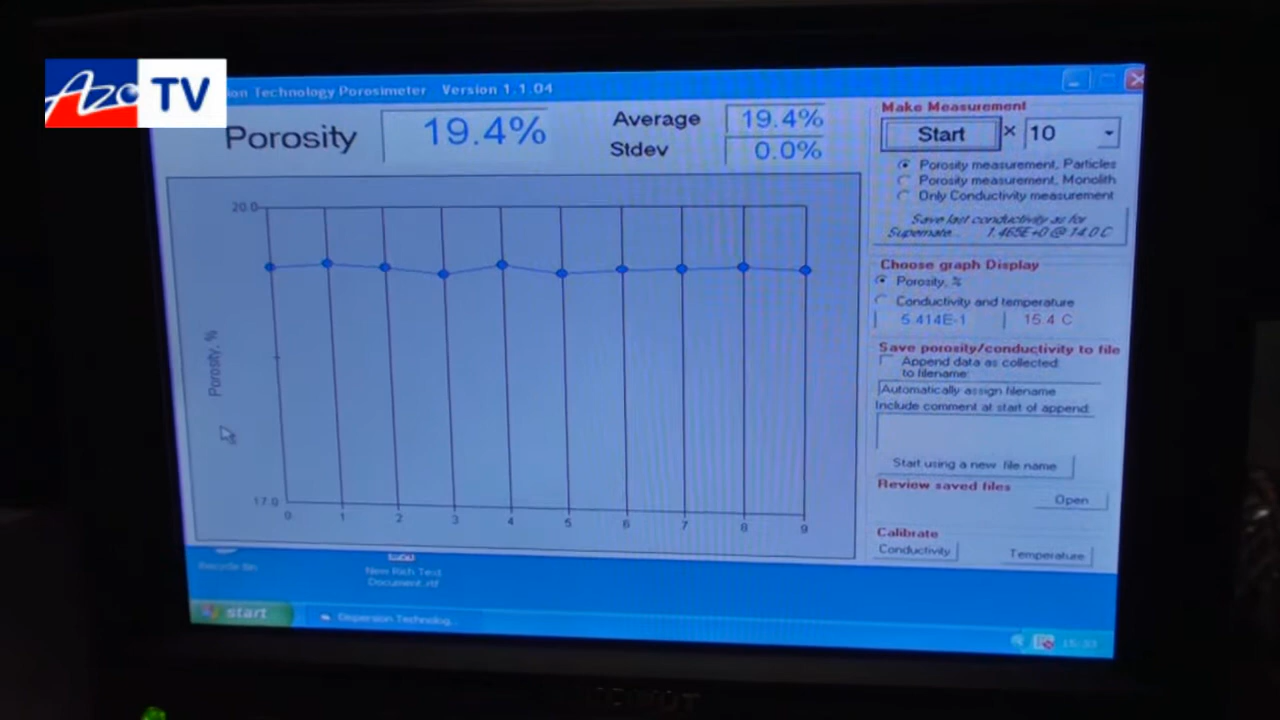 Azo TV
ion Technology Porosimeter Version 1.1.04
Porosity 19.4%
Average 19.4%
Stdev 0.0%
Make Measurement
Start × 10
Porosity measurement, Particles
Porosity measurement, Monolith
Only Conductivity measurement
Save last conductivity as for
Supernate.. 1.465E+0 @ 14.0 C
Choose graph Display
Porosity, %
Conductivity and temperature
5.414E-1 15.4 C
Save porosity/conductivity to file
Append data as collected
to filename:
Automatically assign filename
Include comment at start of append:
Start using a new file name
Review saved files
Open
Calibrate
Conductivity Temperature
20.0
Porosity, %
17.0
0 1 2 3 4 5 6 7 8 9
Recycle Bin
New Rich Text
Document.rtf
start
Dispersion Technolog...
15:33